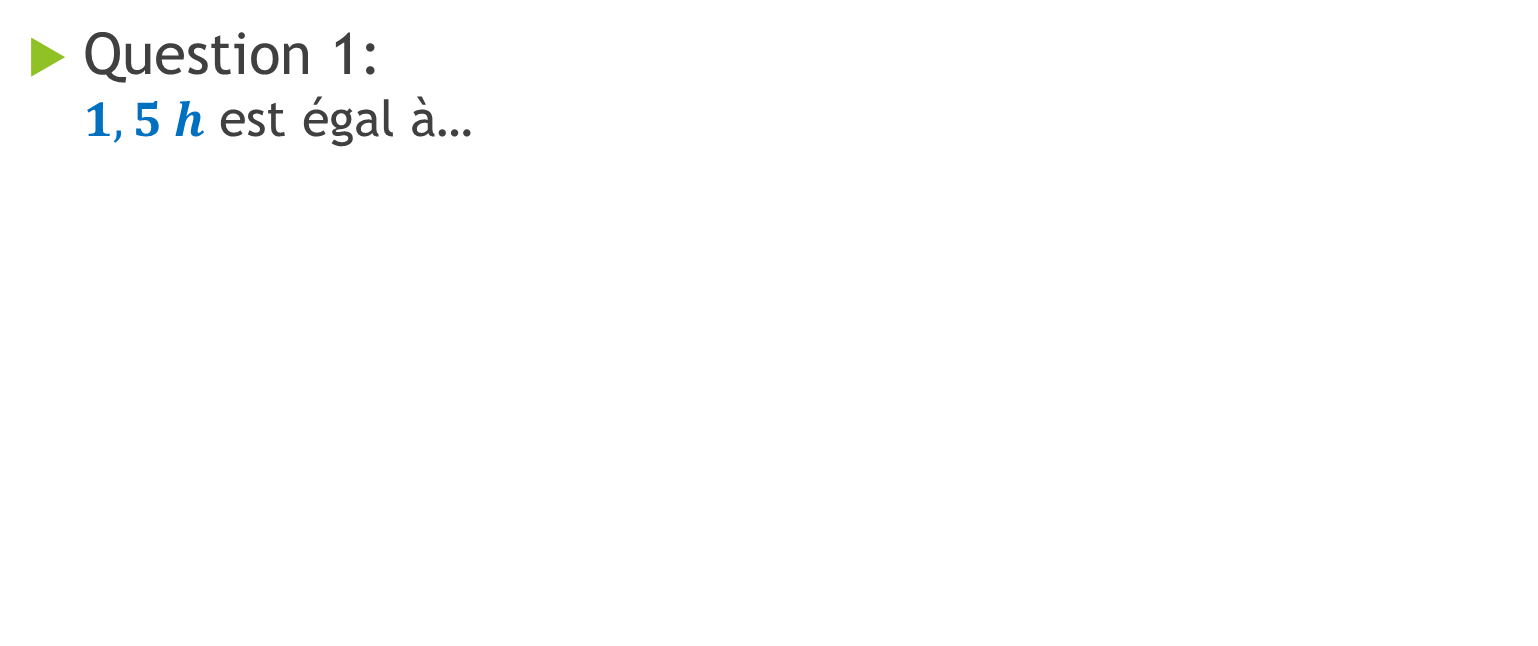 Question 1:
1,5 h est égal à…